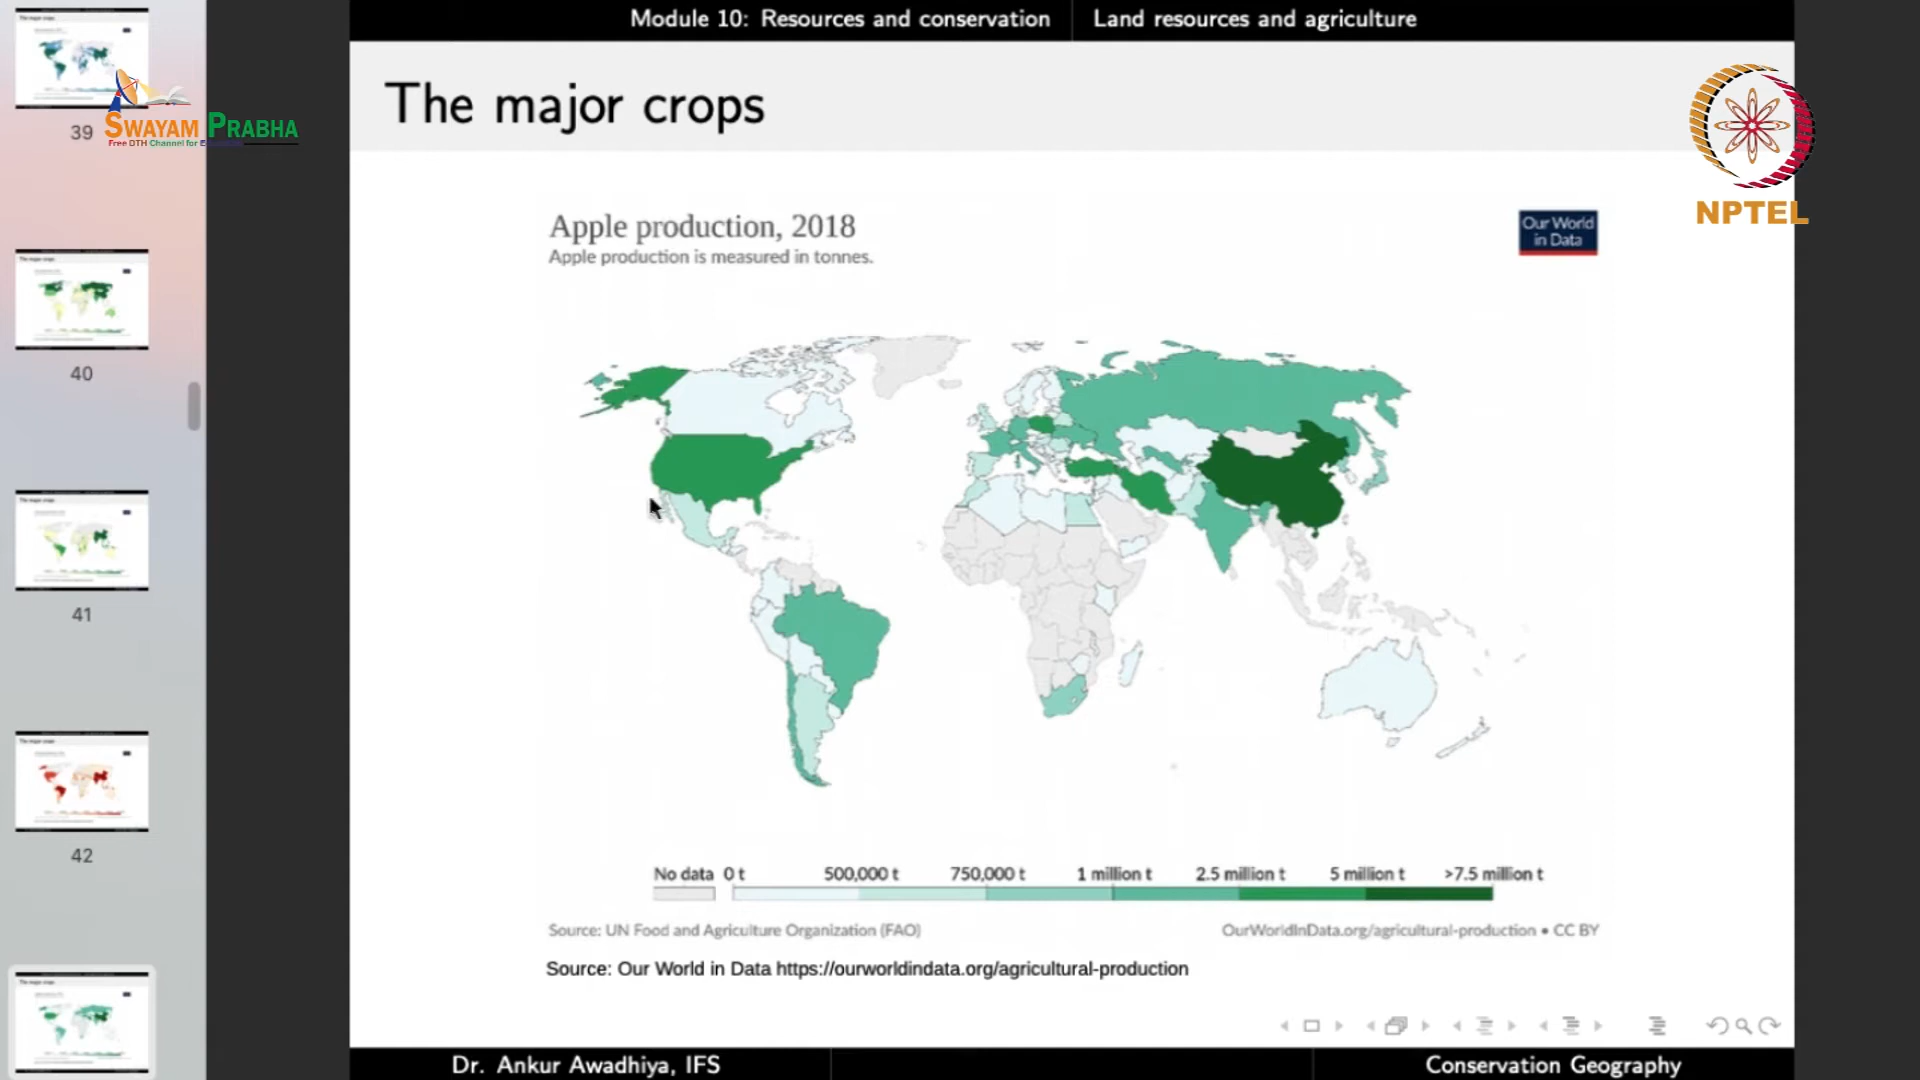 Module 10: Resources and conservation
Land resources and agriculture
The major crops
NPTEL
39
SWAYAM PRABHA
Free DTH Channel for
40
41
42
Apple production, 2018
Apple production is measured in tonnes.
Our World
in Data
No data
0 t
500,000 t
750,000 t
1 million t
2.5 million t
5 million t
>7.5 million t
Source: UN Food and Agriculture Organization (FAO)
OurWorldInData.org/agricultural-production • CC BY
Source: Our World in Data https://ourworldindata.org/agricultural-production
Dr. Ankur Awadhiya, IFS
Conservation Geography